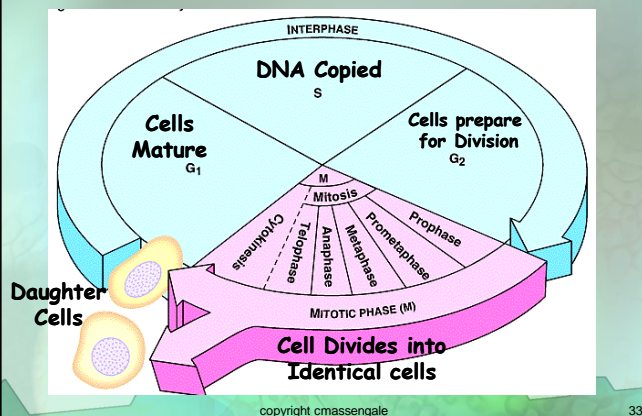 INTERPHASE
DNA Copied
S
Cells
Mature
G1
Cells prepare
for Division
G2
M
Mitosis
Cytokinesis
Telophase
Anaphase
Metaphase
Prometaphase
Prophase
MITOTIC PHASE (M)
Daughter
Cells
Cell Divides into
Identical cells
copyright cmassengale
33